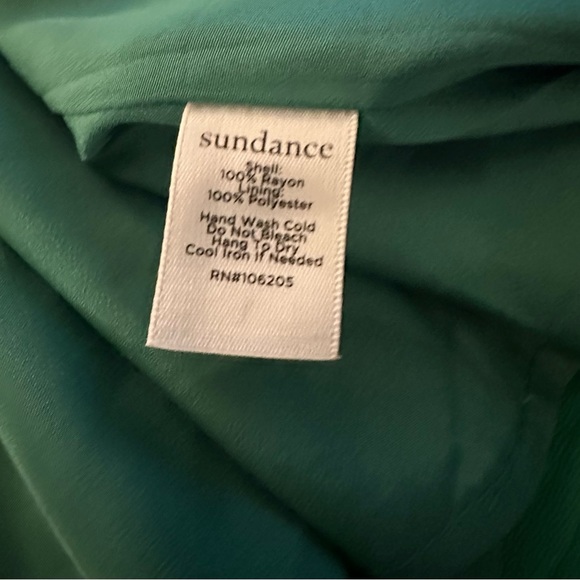 sundance
Shell:
100% Rayon
Lining:
100% Polyester
Hand Wash Cold
Do Not Bleach
Hang To Dry
Cool Iron If Needed
RN#106205